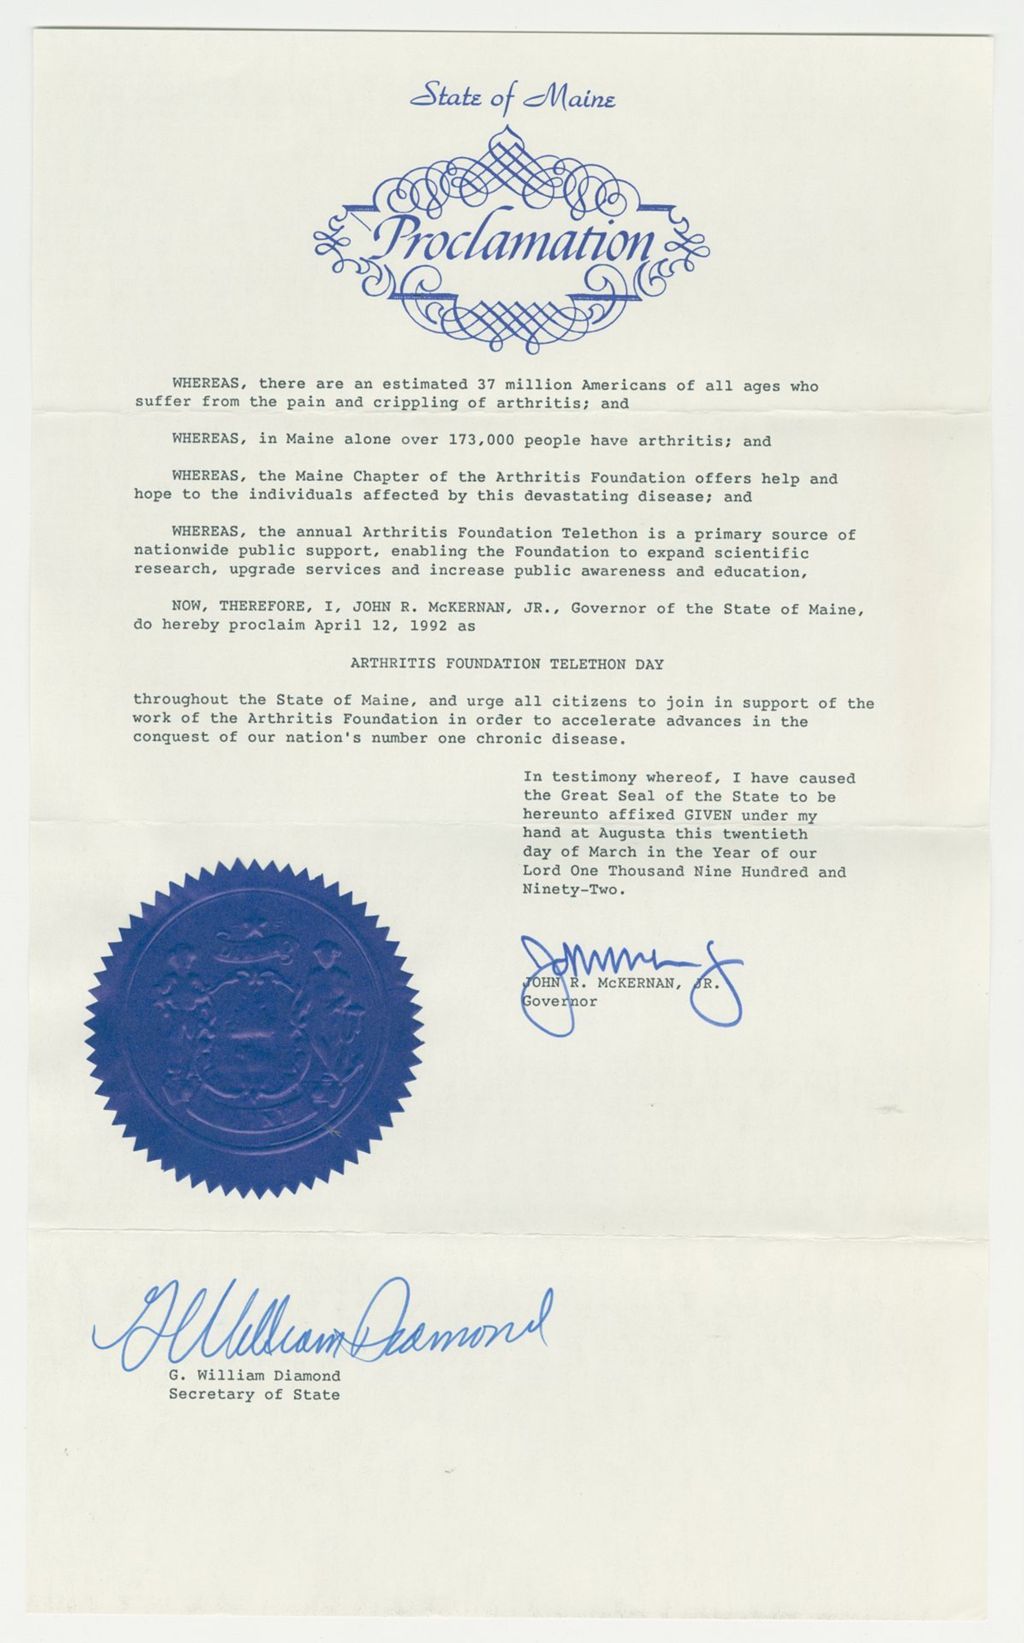 State of Maine
Proclamation
WHEREAS, there are an estimated 37 million Americans of all ages who
suffer from the pain and crippling of arthritis; and
WHEREAS, in Maine alone over 173,000 people have arthritis; and
WHEREAS, the Maine Chapter of the Arthritis Foundation offers help and
hope to the individuals affected by this devastating disease; and
WHEREAS, the annual Arthritis Foundation Telethon is a primary source of
nationwide public support, enabling the Foundation to expand scientific
research, upgrade services and increase public awareness and education,
NOW, THEREFORE, I, JOHN R. McKERNAN, JR., Governor of the State of Maine,
do hereby proclaim April 12, 1992 as
ARTHRITIS FOUNDATION TELETHON DAY
throughout the State of Maine, and urge all citizens to join in support of the
work of the Arthritis Foundation in order to accelerate advances in the
conquest of our nation's number one chronic disease.
In testimony whereof, I have caused
the Great Seal of the State to be
hereunto affixed GIVEN under my
hand at Augusta this twentieth
day of March in the Year of our
Lord One Thousand Nine Hundred and
Ninety-Two.
JOHN R. McKERNAN, JR.
Governor
G William Diamond
G. William Diamond
Secretary of State